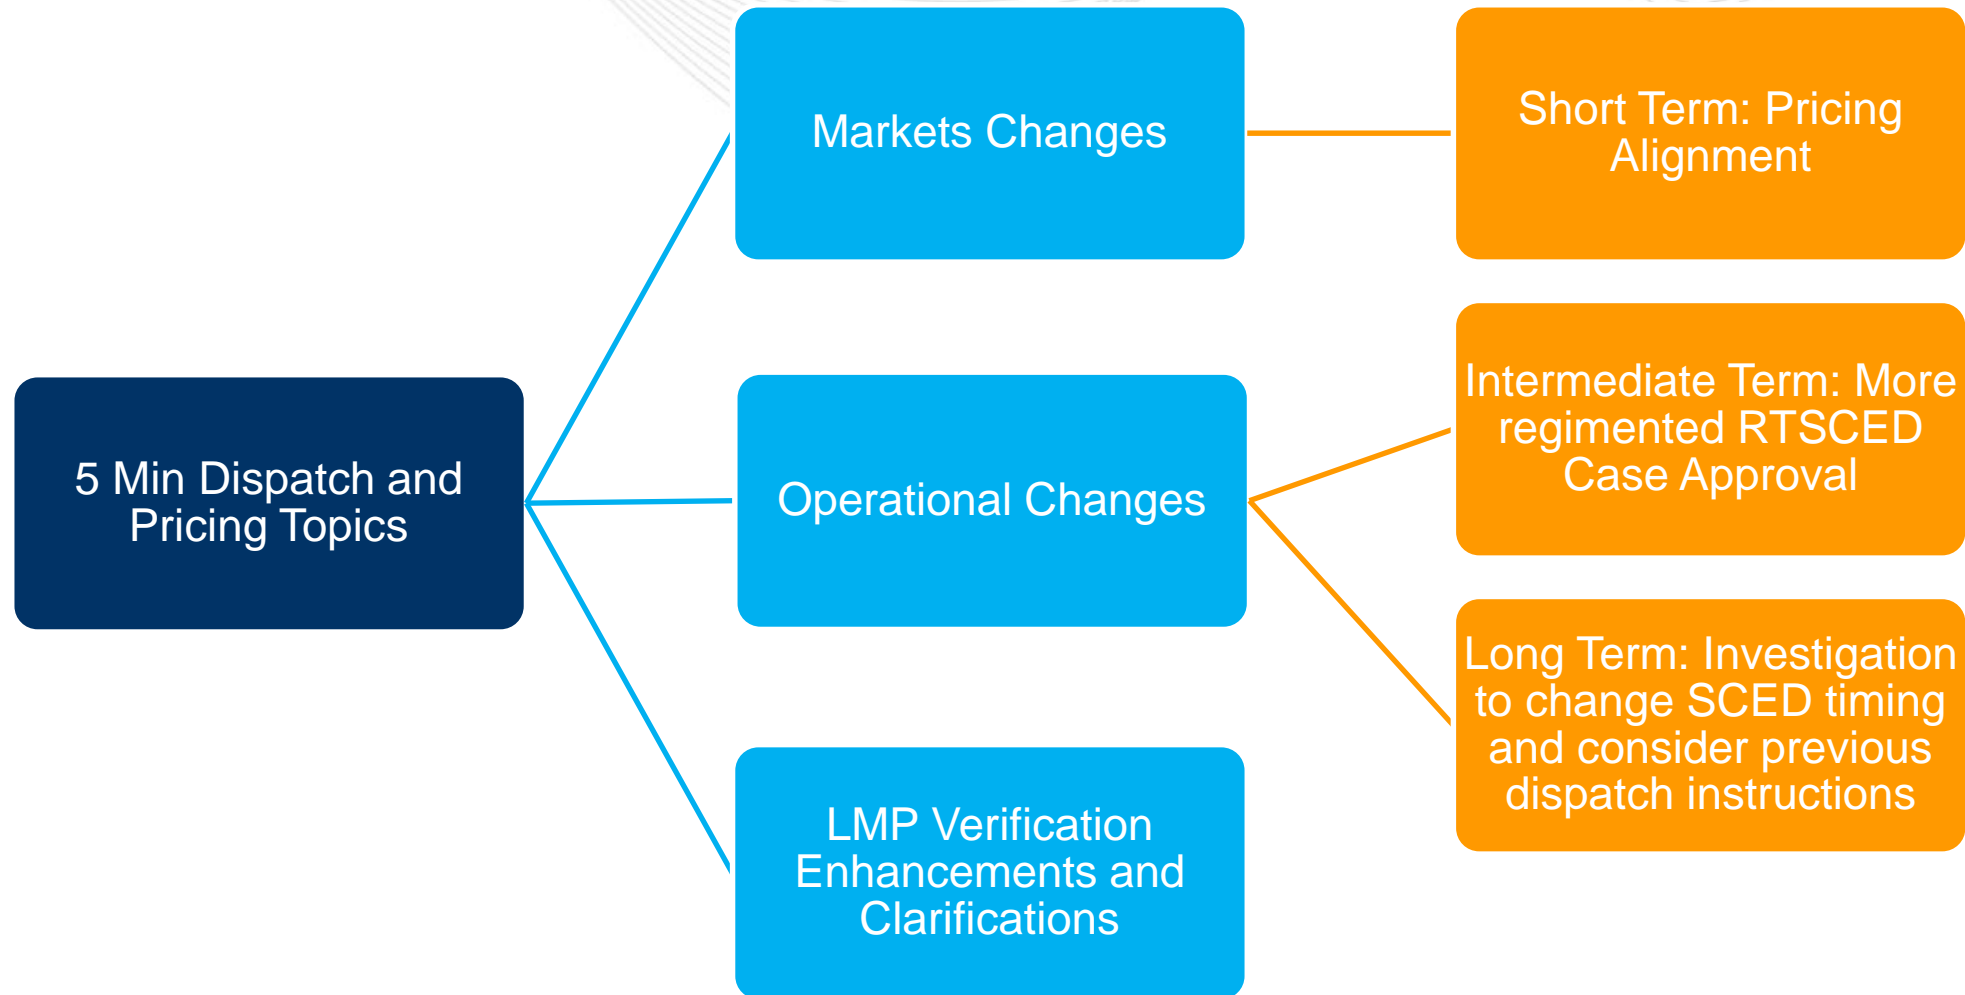 5 Min Dispatch and
Pricing Topics
Markets Changes
Operational Changes
LMP Verification
Enhancements and
Clarifications
Short Term: Pricing
Alignment
Intermediate Term: More
regimented RTSCED
Case Approval
Long Term: Investigation
to change SCED timing
and consider previous
dispatch instructions